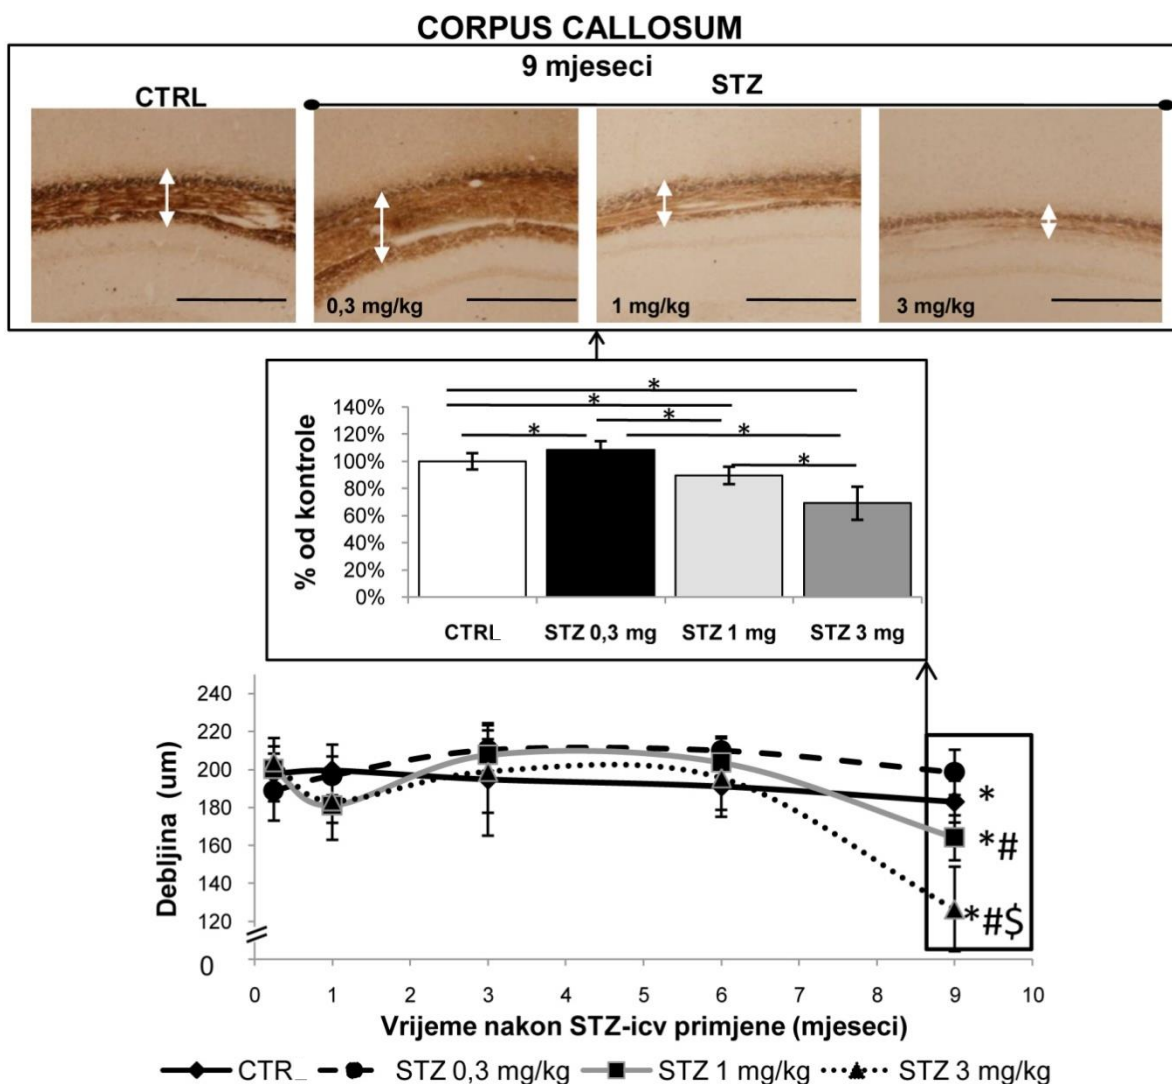 CORPUS CALLOSUM
9 mjeseci
CTRL
STZ
0,3 mg/kg
1 mg/kg
3 mg/kg
% od kontrole
140%
120%
100%
80%
60%
40%
20%
0%
*
*
*
*
*
*
CTRL
STZ 0,3 mg
STZ 1 mg
STZ 3 mg
Debljina (um)
240
220
200
180
160
140
120
0
*
*#
*#$
0 1 2 3 4 5 6 7 8 9 10
Vrijeme nakon STZ-icv primjene (mjeseci)
CTR_ STZ 0,3 mg/kg STZ 1 mg/kg STZ 3 mg/kg